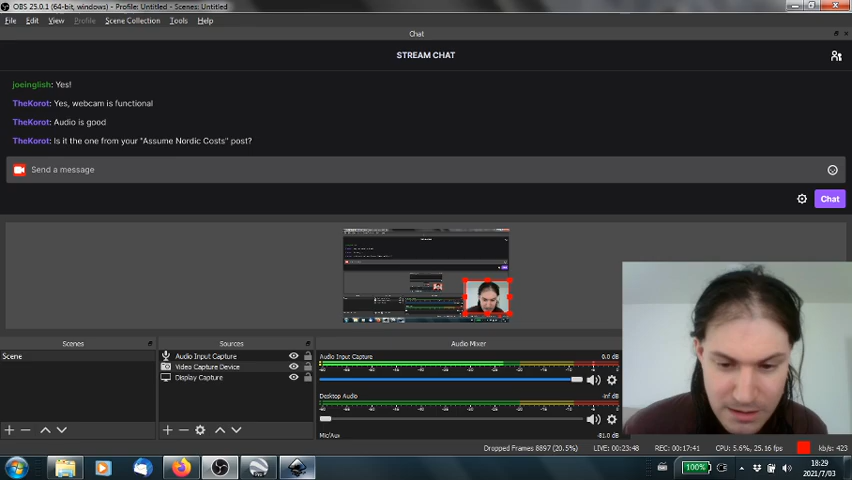 OBS 25.0.1 (64-bit, windows) - Profile: Untitled - Scenes: Untitled
File Edit View Profile Scene Collection Tools Help
Chat
STREAM CHAT
joeinglish: Yes!
TheKorot: Yes, webcam is functional
TheKorot: Audio is good
TheKorot: Is it the one from your "Assume Nordic Costs" post?
Send a message
Chat
Scenes Sources Audio Mixer
Scene
Audio Input Capture
Video Capture Device
Display Capture
Audio Input Capture 0.0 dB
Desktop Audio -inf dB
Mic/Aux -81.0 dB
Dropped Frames 8897 (20.5%) LIVE: 00:23:48 REC: 00:17:41 CPU: 5.6%, 25.16 fps kb/s: 423
100%
18:29
2021/7/03